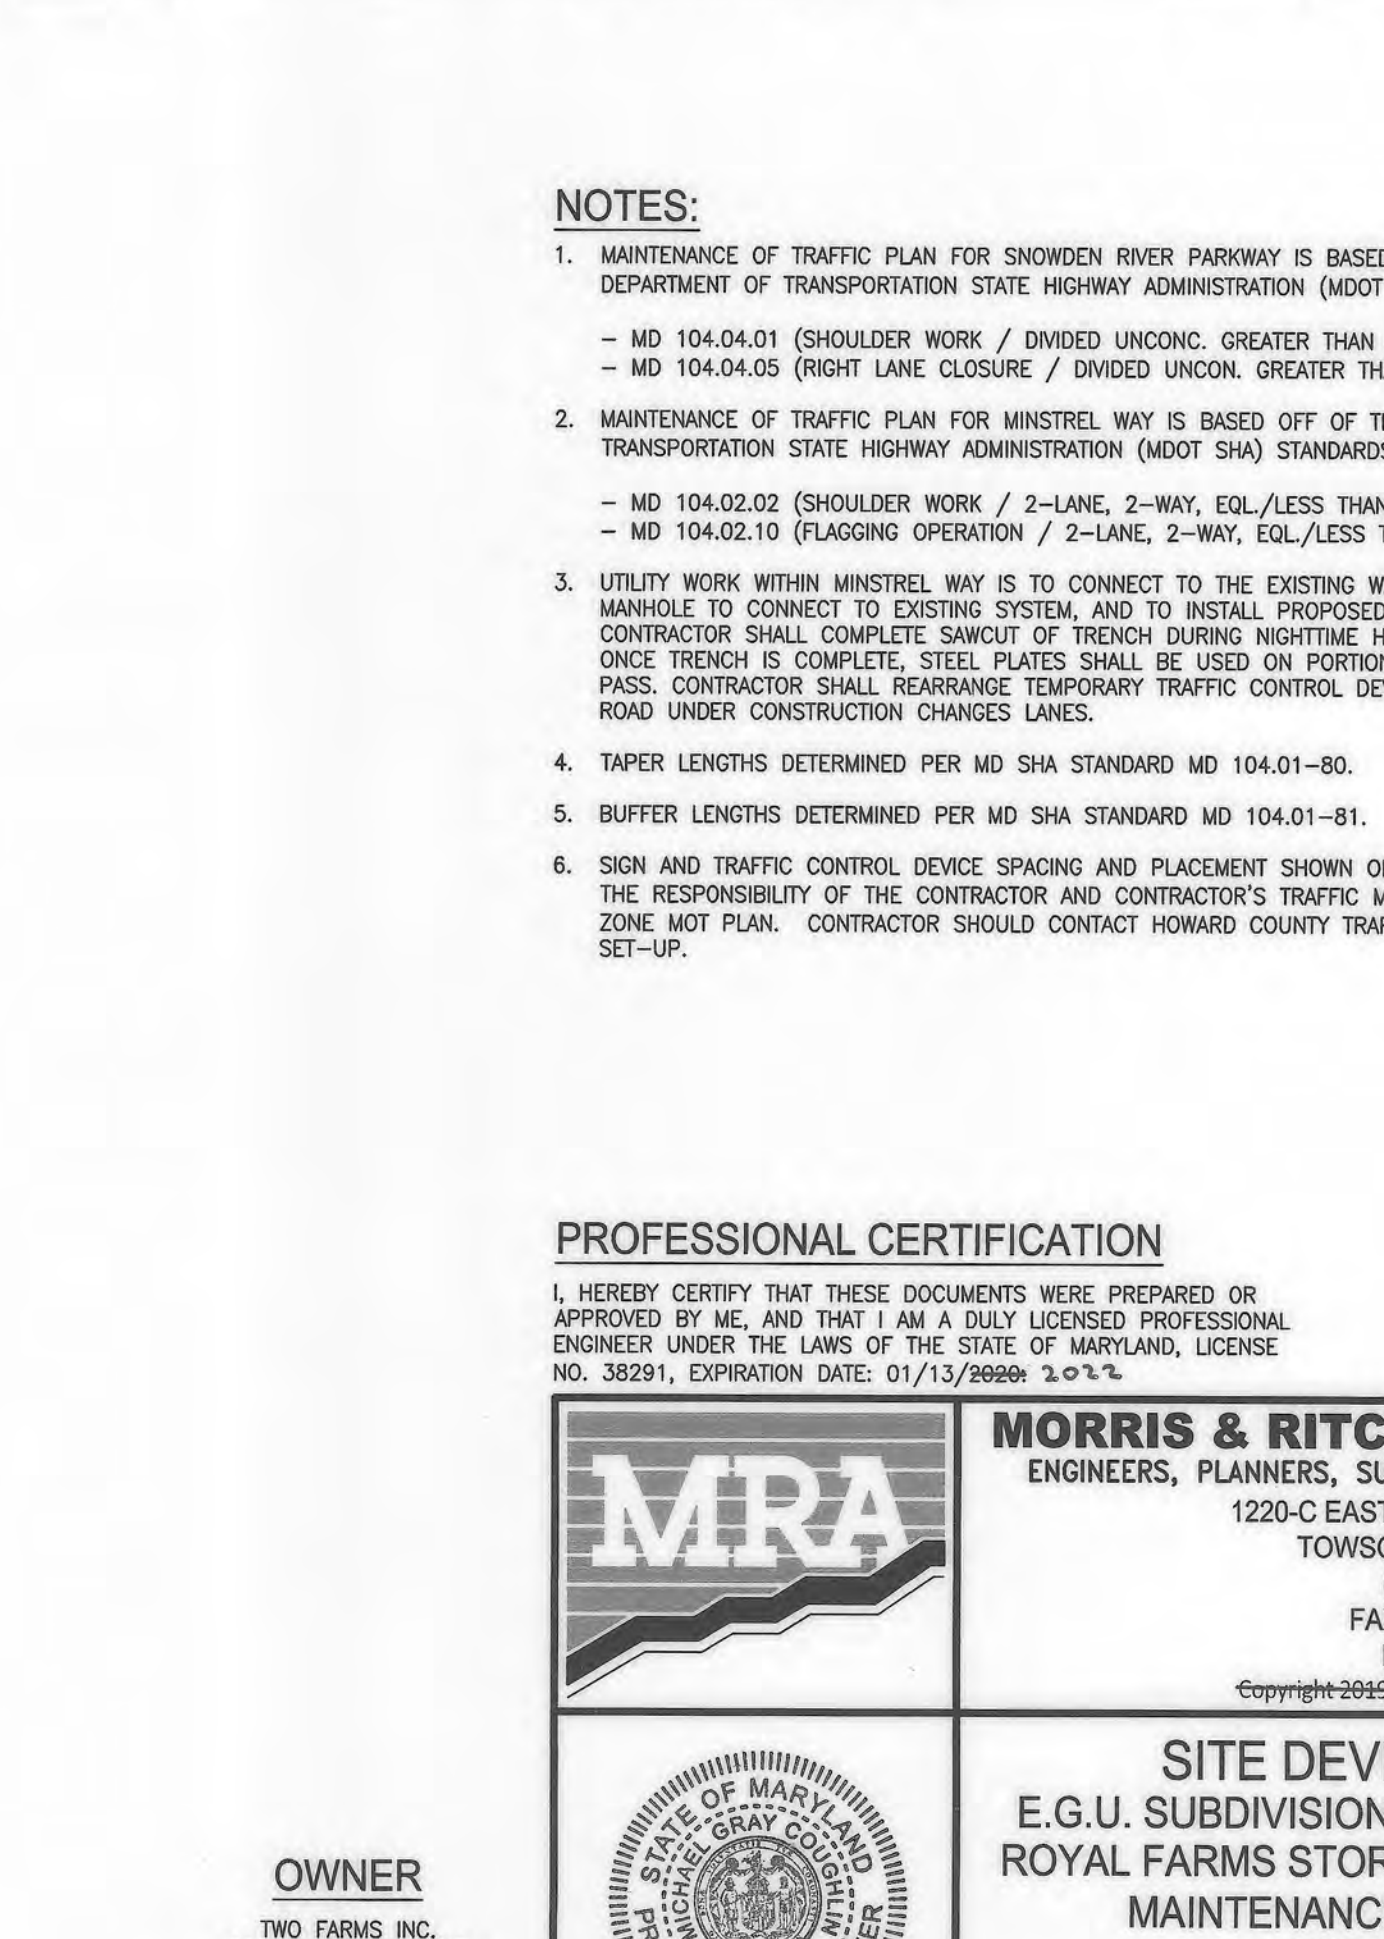 NOTES:
1. MAINTENANCE OF TRAFFIC PLAN FOR SNOWDEN RIVER PARKWAY IS BASED
DEPARTMENT OF TRANSPORTATION STATE HIGHWAY ADMINISTRATION (MDOT
– MD 104.04.01 (SHOULDER WORK / DIVIDED UNCONC. GREATER THAN
– MD 104.04.05 (RIGHT LANE CLOSURE / DIVIDED UNCON. GREATER
2. MAINTENANCE OF TRAFFIC PLAN FOR MINSTREL WAY IS BASED OFF OF
TRANSPORTATION STATE HIGHWAY ADMINISTRATION (MDOT SHA) STANDARDS
– MD 104.02.02 (SHOULDER WORK / 2–LANE, 2–WAY, EQL./LESS THAN
– MD 104.02.10 (FLAGGING OPERATION / 2–LANE, 2–WAY, EQL./LESS
3. UTILITY WORK WITHIN MINSTREL WAY IS TO CONNECT TO THE EXISTING
MANHOLE TO CONNECT TO EXISTING SYSTEM, AND TO INSTALL PROPOSED
CONTRACTOR SHALL COMPLETE SAWCUT OF TRENCH DURING NIGHTTIME
ONCE TRENCH IS COMPLETE, STEEL PLATES SHALL BE USED ON PORTION
PASS. CONTRACTOR SHALL REARRANGE TEMPORARY TRAFFIC CONTROL
ROAD UNDER CONSTRUCTION CHANGES LANES.
4. TAPER LENGTHS DETERMINED PER MD SHA STANDARD MD 104.01–80.
5. BUFFER LENGTHS DETERMINED PER MD SHA STANDARD MD 104.01–81.
6. SIGN AND TRAFFIC CONTROL DEVICE SPACING AND PLACEMENT SHOWN
THE RESPONSIBILITY OF THE CONTRACTOR AND CONTRACTOR'S TRAFFIC
ZONE MOT PLAN. CONTRACTOR SHOULD CONTACT HOWARD COUNTY
SET–UP.
PROFESSIONAL CERTIFICATION
I, HEREBY CERTIFY THAT THESE DOCUMENTS WERE PREPARED OR
APPROVED BY ME, AND THAT I AM A DULY LICENSED PROFESSIONAL
ENGINEER UNDER THE LAWS OF THE STATE OF MARYLAND, LICENSE
NO. 38291, EXPIRATION DATE: 01/13/2020. 2022
MRA
MORRIS & RITC
ENGINEERS, PLANNERS, SU
1220-C EAST
TOWSO
FA
Copyright 2019
SITE DEV
E.G.U. SUBDIVISION
ROYAL FARMS STOR
MAINTENANC
STATE OF MARYLAND
MICHAEL GRAY COUGHLIN
OWNER
TWO FARMS INC.